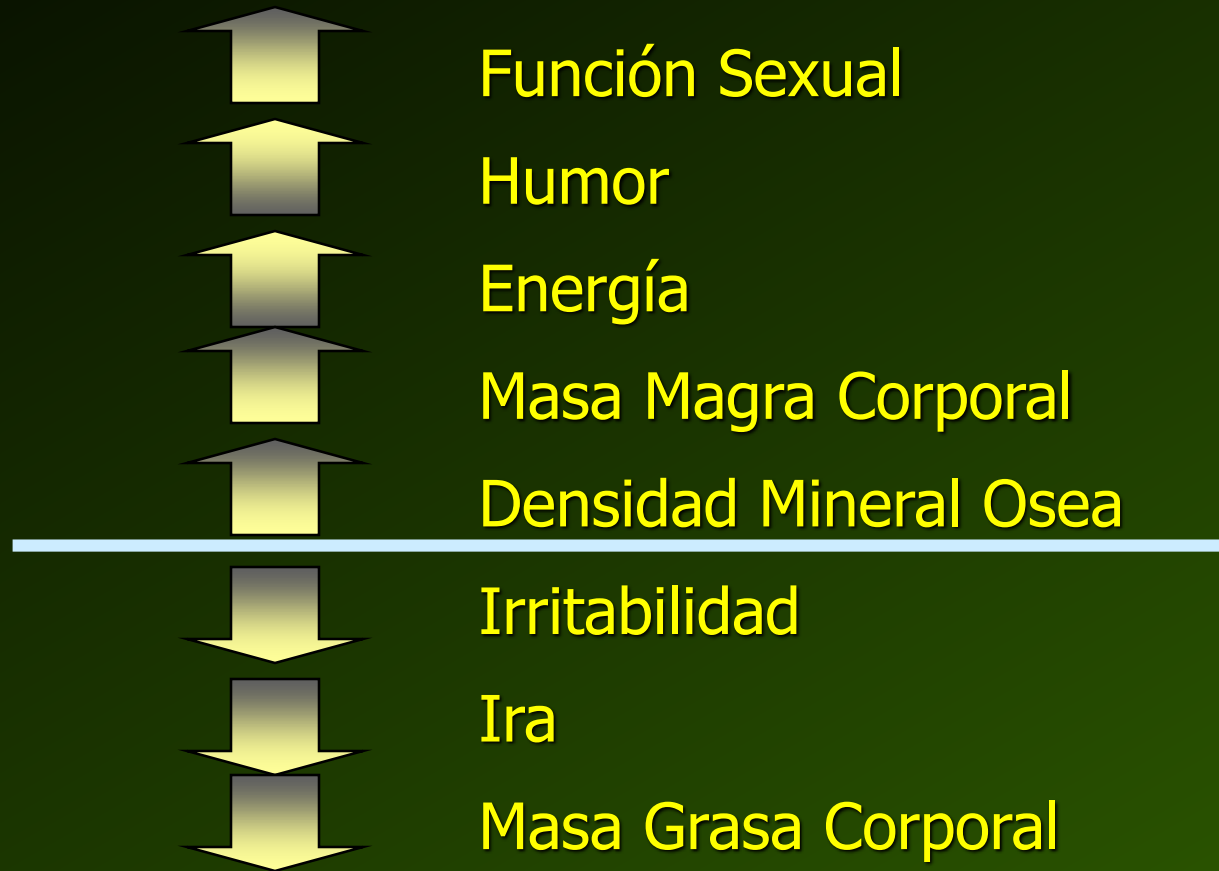 Función Sexual
Humor
Energía
Masa Magra Corporal
Densidad Mineral Osea
Irritabilidad
Ira
Masa Grasa Corporal